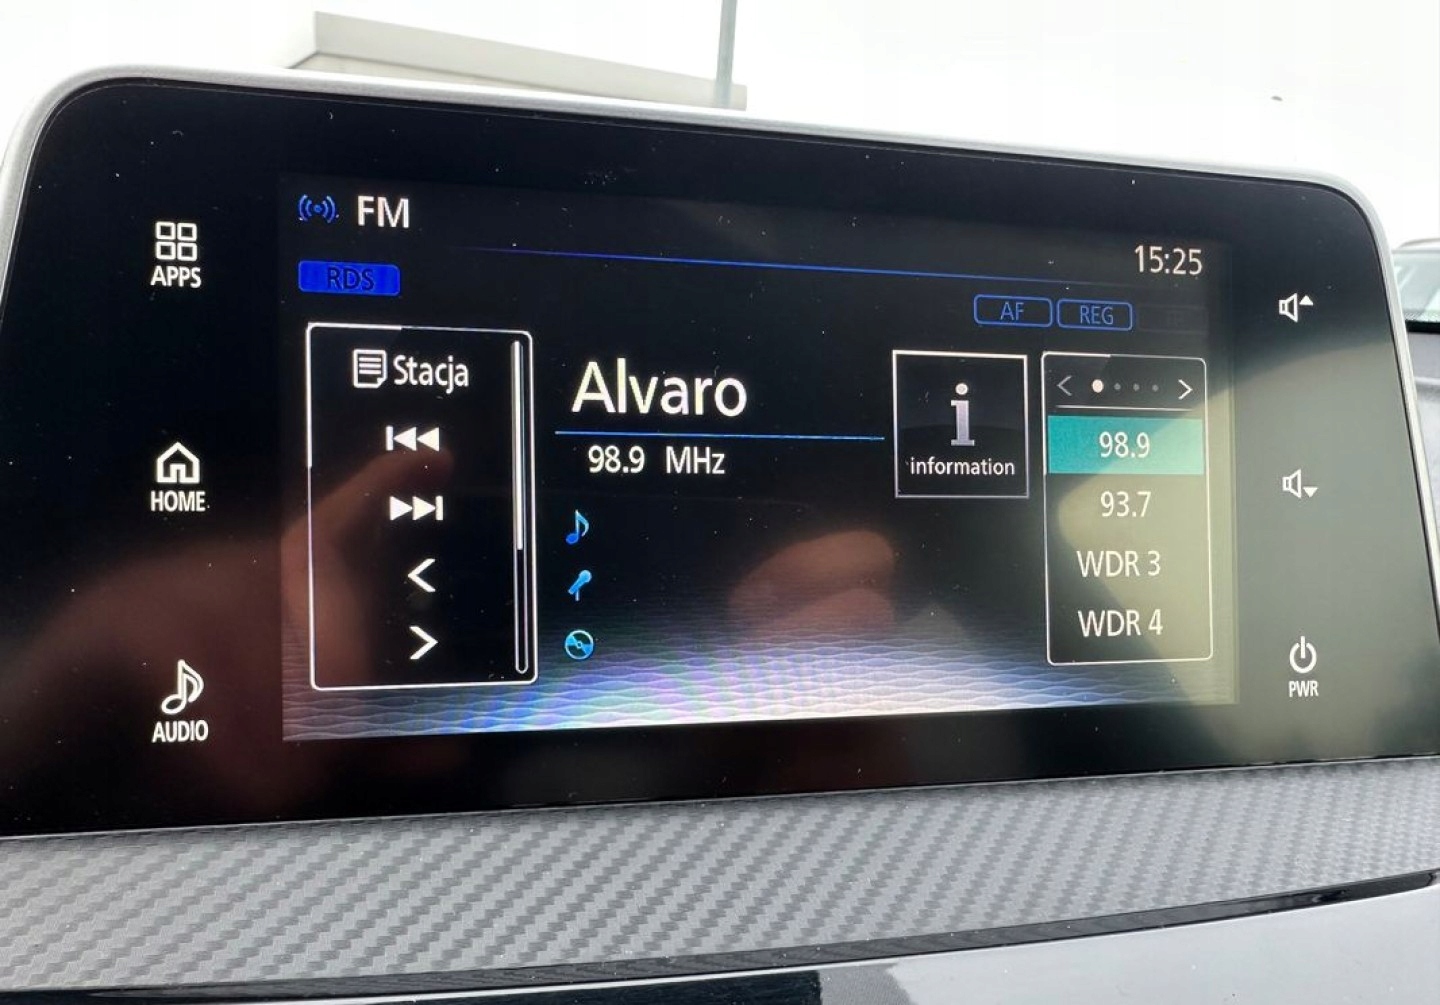 FM
15:25
APPS
RDS
AF REG
Stacja
Alvaro
98.9 MHz
information
98.9
93.7
WDR 3
WDR 4
HOME
AUDIO
PWR